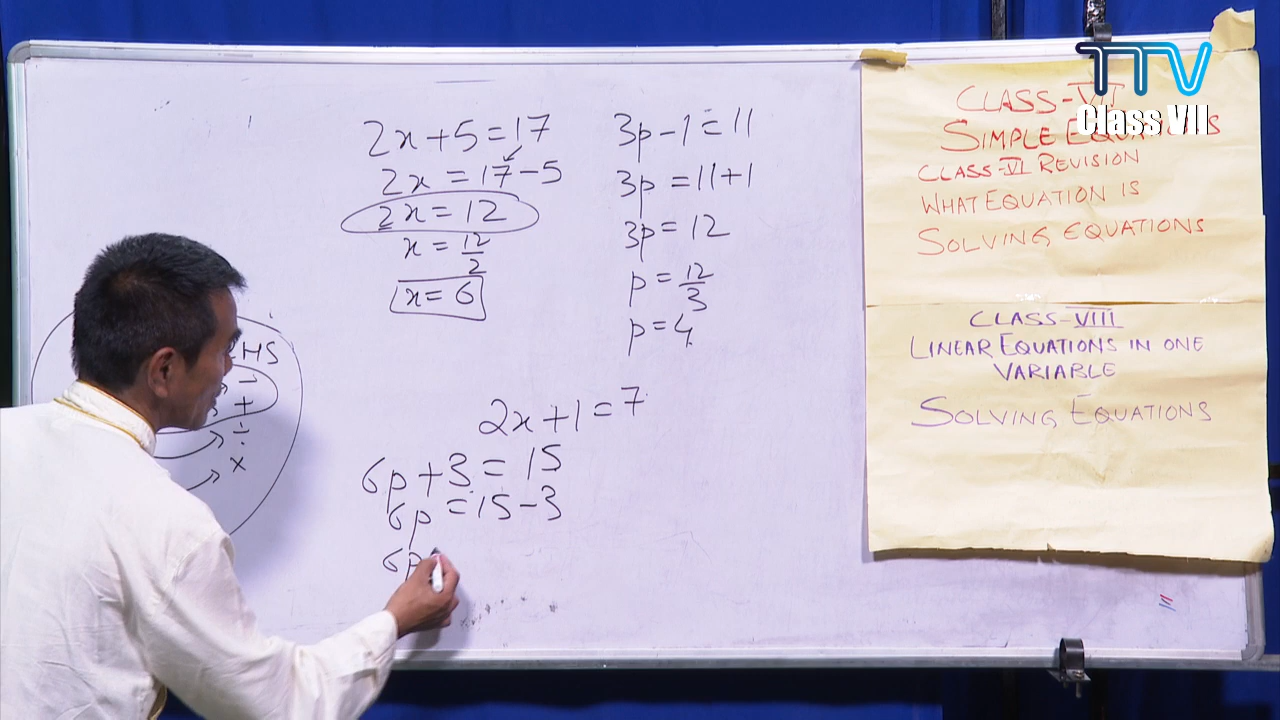 2x+5=17
2x=17-5
2x=12
x=12/2
x=6
3p-1=11
3p=11+1
3p=12
p=12/3
p=4
HS
-
+
÷
×
2x+1=7
6p+3=15
6p=15-3
6p
TTV
Class VII
CLASS-VII
SIMPLE EQUATIONS
CLASS-VI REVISION
WHAT EQUATION IS
SOLVING EQUATIONS
CLASS-VIII
LINEAR EQUATIONS IN ONE
VARIABLE
SOLVING EQUATIONS